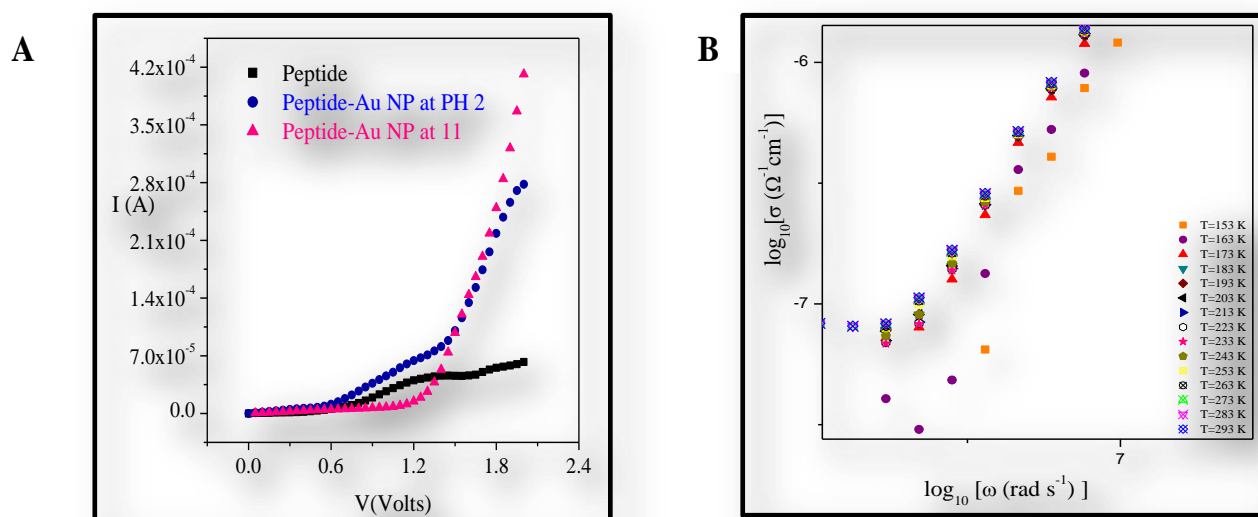 A
4.2x10-4
3.5x10-4
2.8x10-4
I (A)
2.1x10-4
1.4x10-4
7.0x10-5
0.0
Peptide
Peptide-Au NP at PH 2
Peptide-Au NP at 11
0.0 0.6 1.2 1.8 2.4
V(Volts)
B
-6
log10[σ (Ω-1cm-1)]
-7
T=153 K
T=163 K
T=173 K
T=183 K
T=193 K
T=203 K
T=213 K
T=223 K
T=233 K
T=243 K
T=253 K
T=263 K
T=273 K
T=283 K
T=293 K
7
log10 [ω (rad s-1) ]